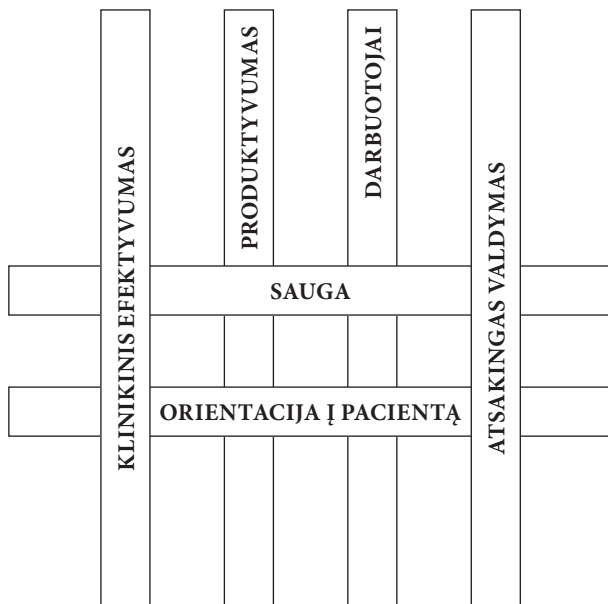 KLINIKINIS EFEKTYVUMAS
PRODUKTYVUMAS
DARBUOTOJAI
ATSAKINGAS VALDYMAS
SAUGA
ORIENTACIJA Į PACIENTĄ